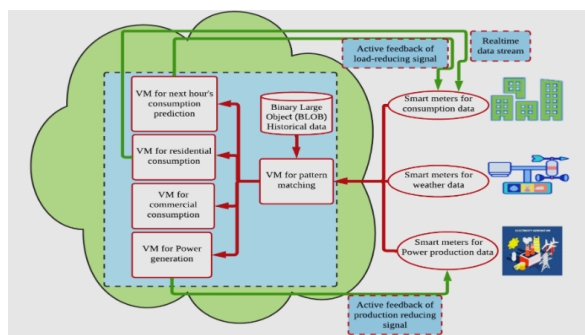 Active feedback of
load-reducing signal
Realtime
data stream
VM for next hour's
consumption
prediction
Binary Large
Object (BLOB)
Historical data
Smart meters for
consumption data
VM for residential
consumption
VM for pattern
matching
Smart meters for
weather data
VM for
commercial
consumption
VM for Power
generation
Smart meters for
Power production data
Active feedback of
production reducing
signal